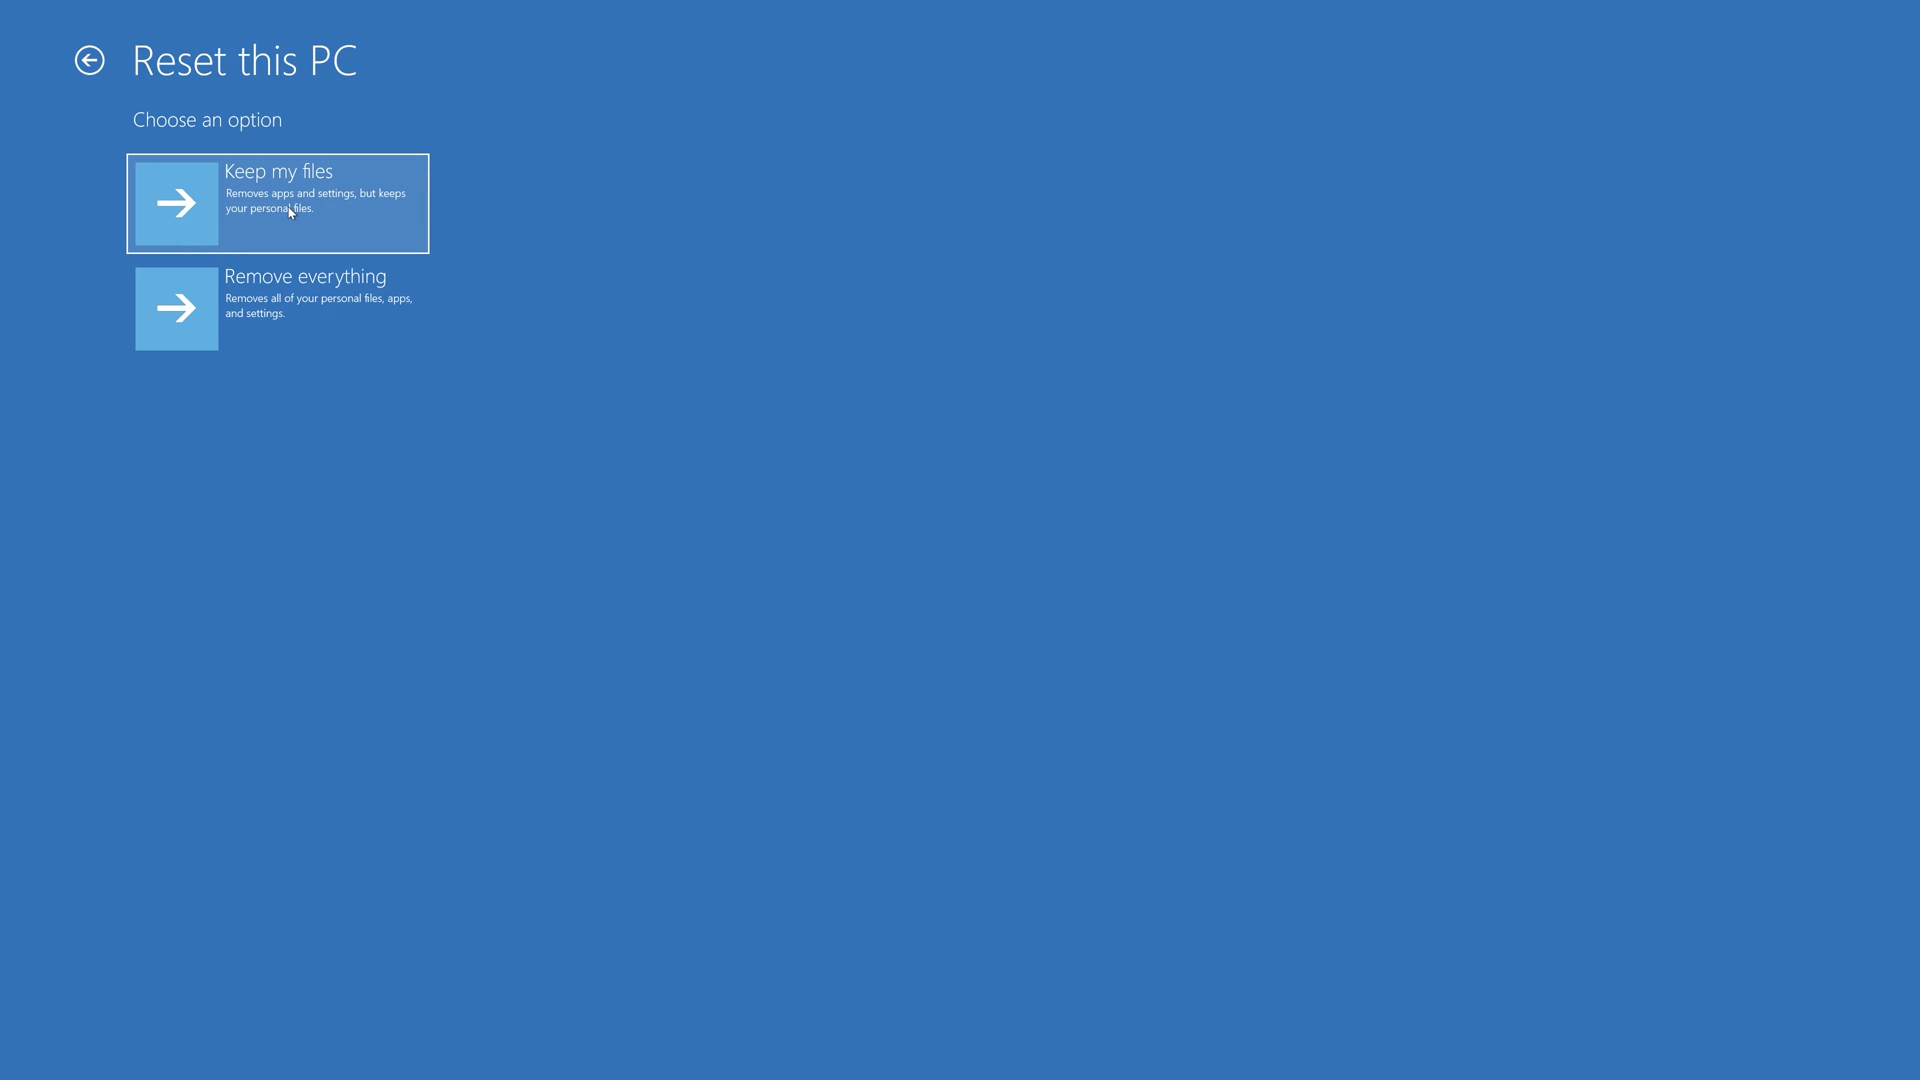 Reset this PC
Choose an option
Keep my files
Removes apps and settings, but keeps
your personal files.
Remove everything
Removes all of your personal files, apps,
and settings.